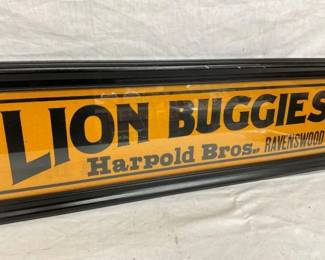 LION BUGGIES
Harpold Bros., RAVENSWOOD